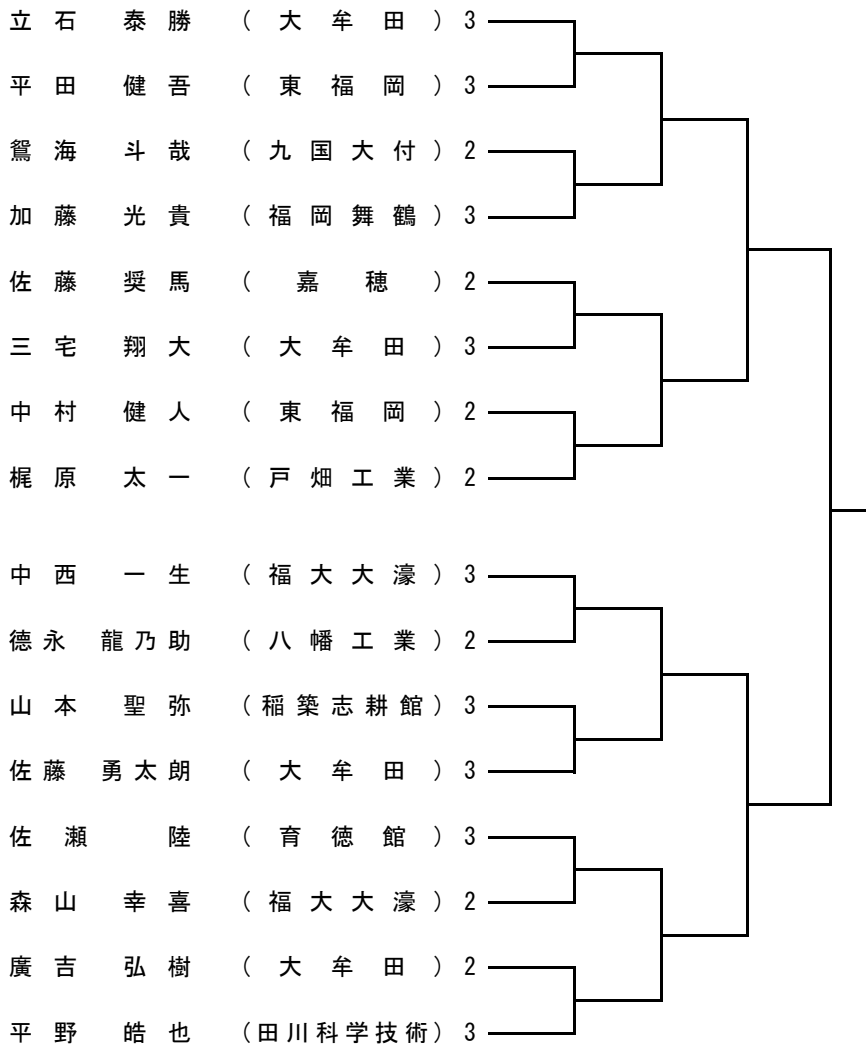 立石 泰勝 (大牟田) 3
平田 健吾 (東福岡) 3
鴛海 斗哉 (九国大付) 2
加藤 光貴 (福岡舞鶴) 3
佐藤 奨馬 (嘉穂) 2
三宅 翔大 (大牟田) 3
中村 健人 (東福岡) 2
梶原 太一 (戸畑工業) 2
中西 一生 (福大大濠) 3
德永 龍乃助 (八幡工業) 2
山本 聖弥 (稲築志耕館) 3
佐藤 勇太朗 (大牟田) 3
佐瀬 陸 (育徳館) 3
森山 幸喜 (福大大濠) 2
廣吉 弘樹 (大牟田) 2
平野 皓也 (田川科学技術) 3